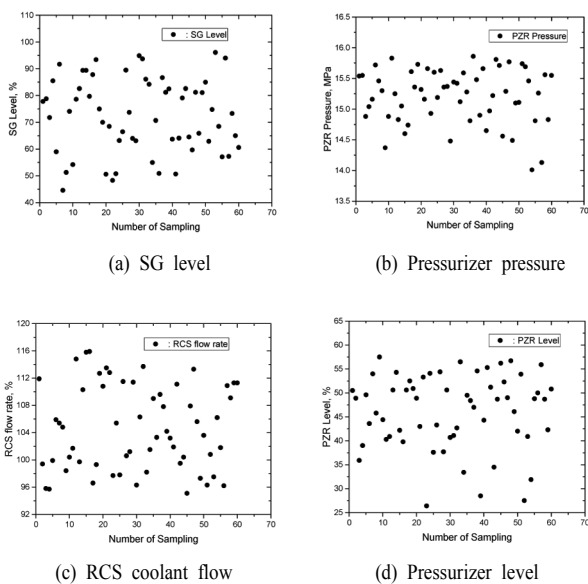 110
100
90
80
70
60
50
40
SG Level, %
: SG Level
0 10 20 30 40 50 60 70
Number of Sampling
(a) SG level
16.5
16.0
15.5
15.0
14.5
14.0
13.5
PZR Pressure, MPa
PZR Pressure
0 10 20 30 40 50 60 70
Number of Sampling
(b) Pressurizer pressure
120
116
112
108
104
100
96
92
RCS flow rate, %
: RCS flow rate
0 10 20 30 40 50 60 70
Number of Sampling
(c) RCS coolant flow
65
60
55
50
45
40
35
30
25
PZR Level, %
: PZR Level
0 10 20 30 40 50 60 70
Number of Sampling
(d) Pressurizer level